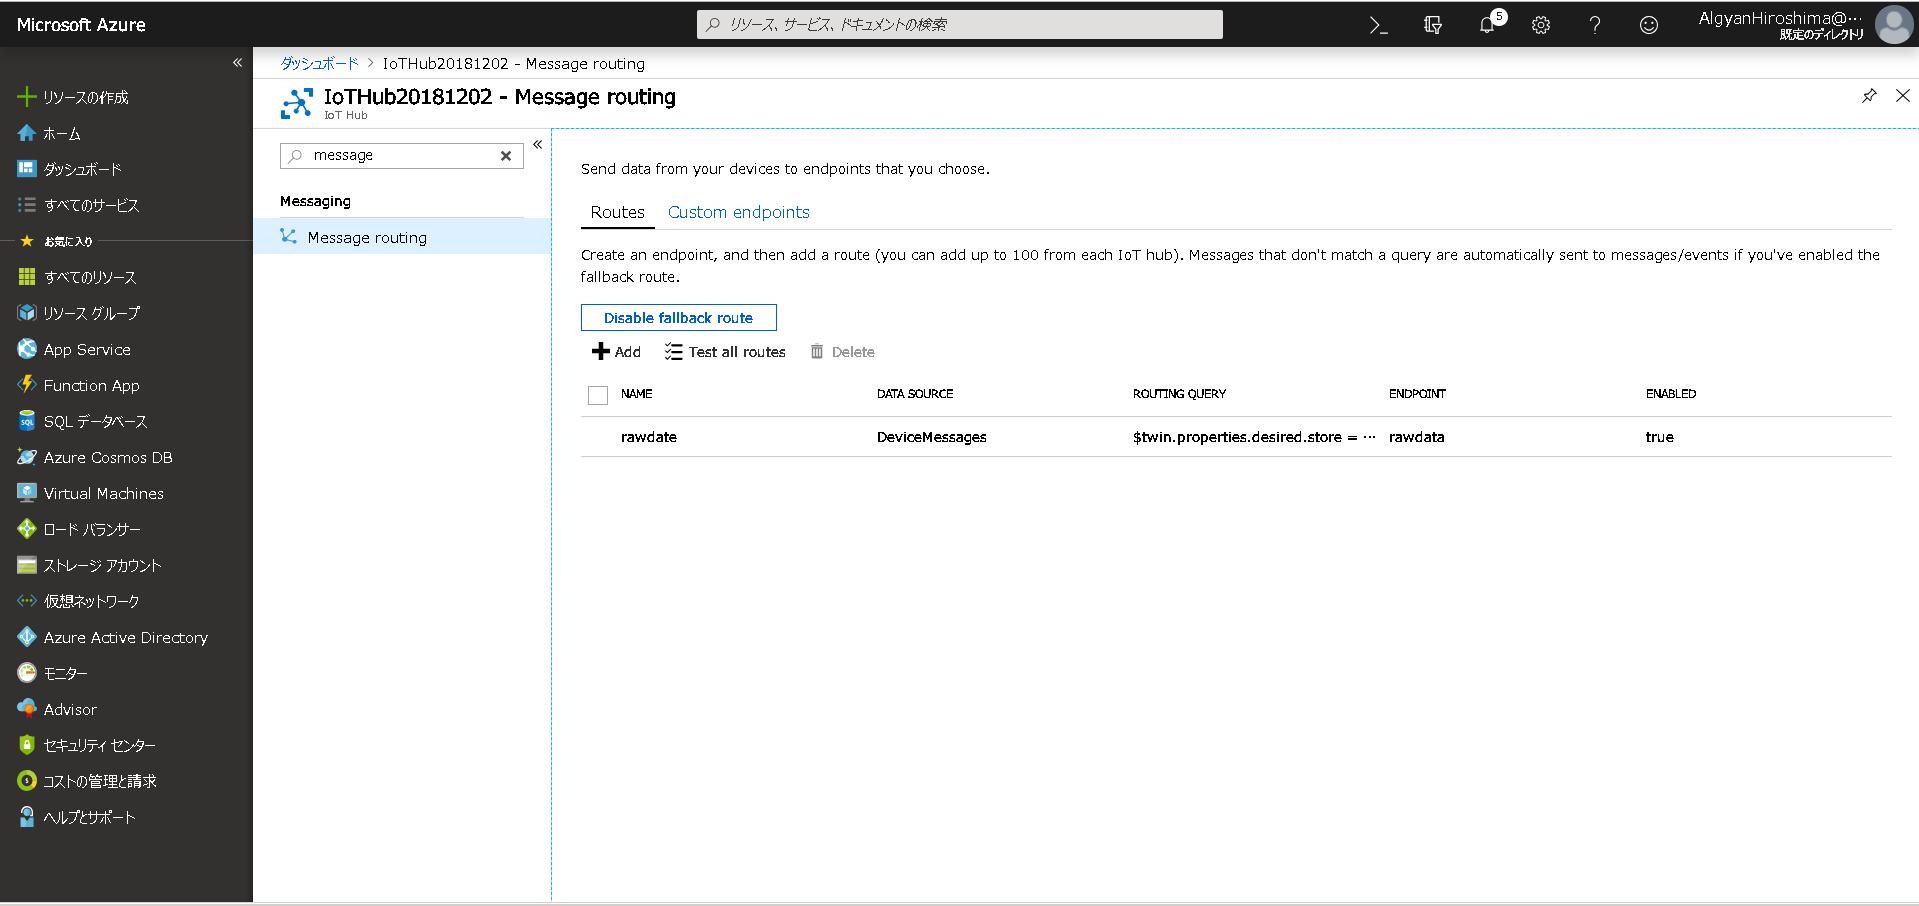 Microsoft Azure
リソース、サービス、ドキュメントの検索
5
AlgyanHiroshima@···
既定のディレクトリ
«
リソースの作成
ホーム
ダッシュボード
すべてのサービス
お気に入り
すべてのリソース
リソース グループ
App Service
Function App
SQL データベース
Azure Cosmos DB
Virtual Machines
ロード バランサー
ストレージ アカウント
仮想ネットワーク
Azure Active Directory
モニター
Advisor
セキュリティ センター
コストの管理と請求
ヘルプとサポート
ダッシュボード > IoTHub20181202 - Message routing
IoTHub20181202 - Message routing
IoT Hub
message
«
Messaging
Message routing
Send data from your devices to endpoints that you choose.
Routes Custom endpoints
Create an endpoint, and then add a route (you can add up to 100 from each IoT hub). Messages that don't match a query are automatically sent to messages/events if you've enabled the
fallback route.
Disable fallback route
Add Test all routes Delete
NAME DATA SOURCE ROUTING QUERY ENDPOINT ENABLED
rawdate DeviceMessages $twin.properties.desired.store = ··· rawdata true